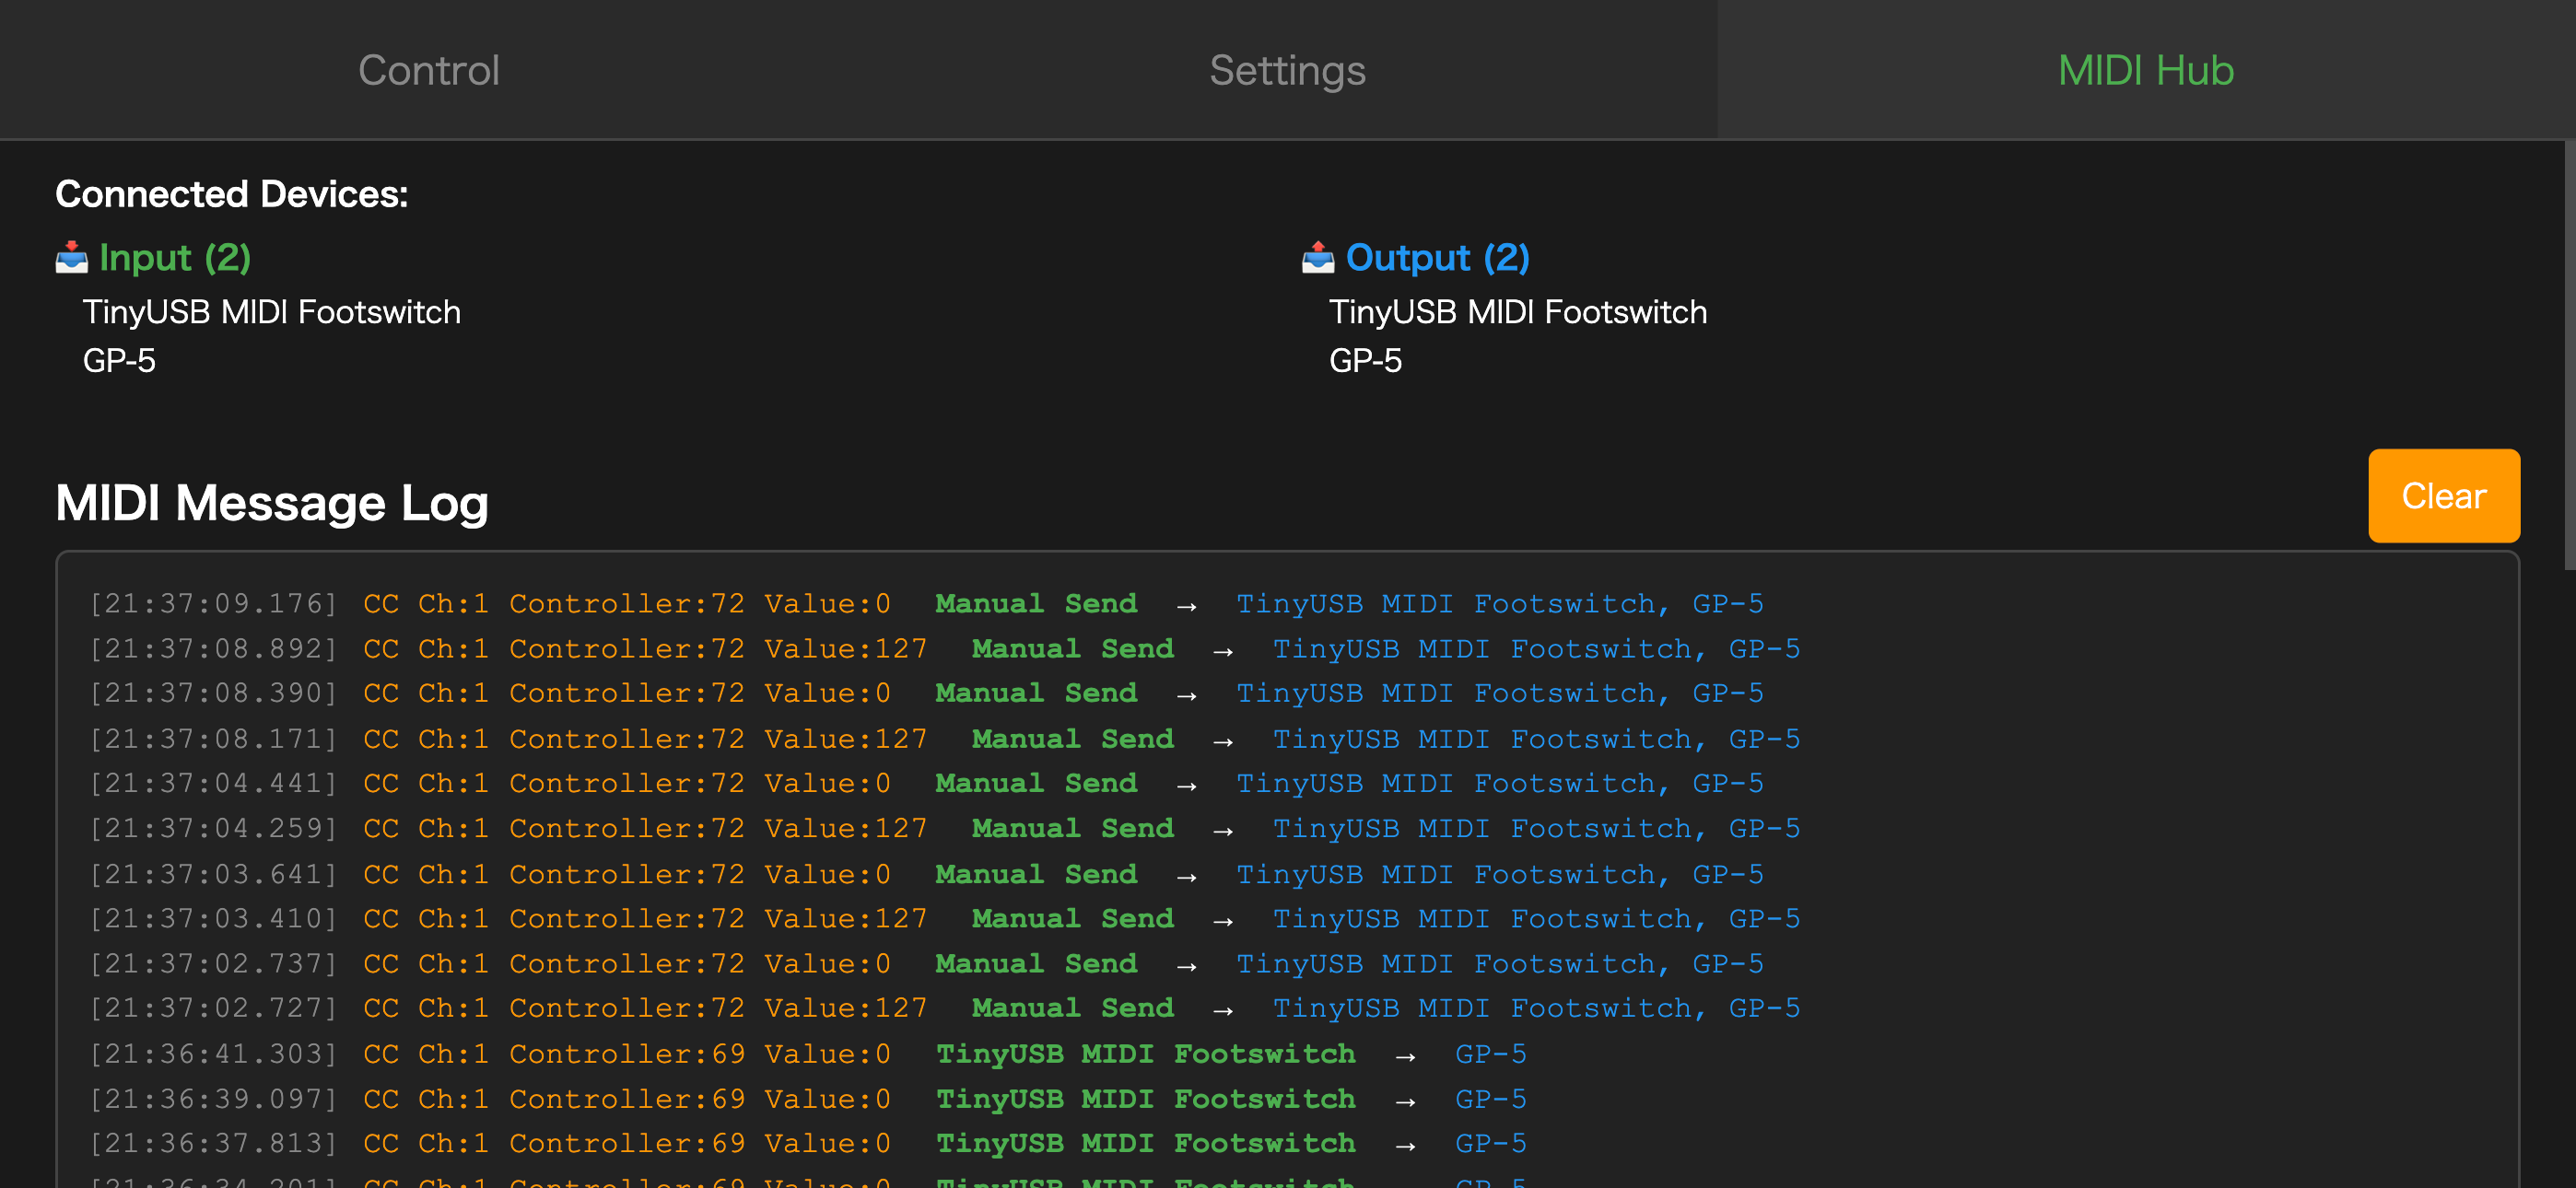 Control Settings MIDI Hub
Connected Devices:
Input (2)
TinyUSB MIDI Footswitch
GP-5
Output (2)
TinyUSB MIDI Footswitch
GP-5
MIDI Message Log
Clear
[21:37:09.176] CC Ch:1 Controller:72 Value:0 Manual Send → TinyUSB MIDI Footswitch, GP-5
[21:37:08.892] CC Ch:1 Controller:72 Value:127 Manual Send → TinyUSB MIDI Footswitch, GP-5
[21:37:08.390] CC Ch:1 Controller:72 Value:0 Manual Send → TinyUSB MIDI Footswitch, GP-5
[21:37:08.171] CC Ch:1 Controller:72 Value:127 Manual Send → TinyUSB MIDI Footswitch, GP-5
[21:37:04.441] CC Ch:1 Controller:72 Value:0 Manual Send → TinyUSB MIDI Footswitch, GP-5
[21:37:04.259] CC Ch:1 Controller:72 Value:127 Manual Send → TinyUSB MIDI Footswitch, GP-5
[21:37:03.641] CC Ch:1 Controller:72 Value:0 Manual Send → TinyUSB MIDI Footswitch, GP-5
[21:37:03.410] CC Ch:1 Controller:72 Value:127 Manual Send → TinyUSB MIDI Footswitch, GP-5
[21:37:02.737] CC Ch:1 Controller:72 Value:0 Manual Send → TinyUSB MIDI Footswitch, GP-5
[21:37:02.727] CC Ch:1 Controller:72 Value:127 Manual Send → TinyUSB MIDI Footswitch, GP-5
[21:36:41.303] CC Ch:1 Controller:69 Value:0 TinyUSB MIDI Footswitch → GP-5
[21:36:39.097] CC Ch:1 Controller:69 Value:0 TinyUSB MIDI Footswitch → GP-5
[21:36:37.813] CC Ch:1 Controller:69 Value:0 TinyUSB MIDI Footswitch → GP-5
CC Ch:1 Controller:69 Value:0 TinyUSB MIDI Footswitch GP-5